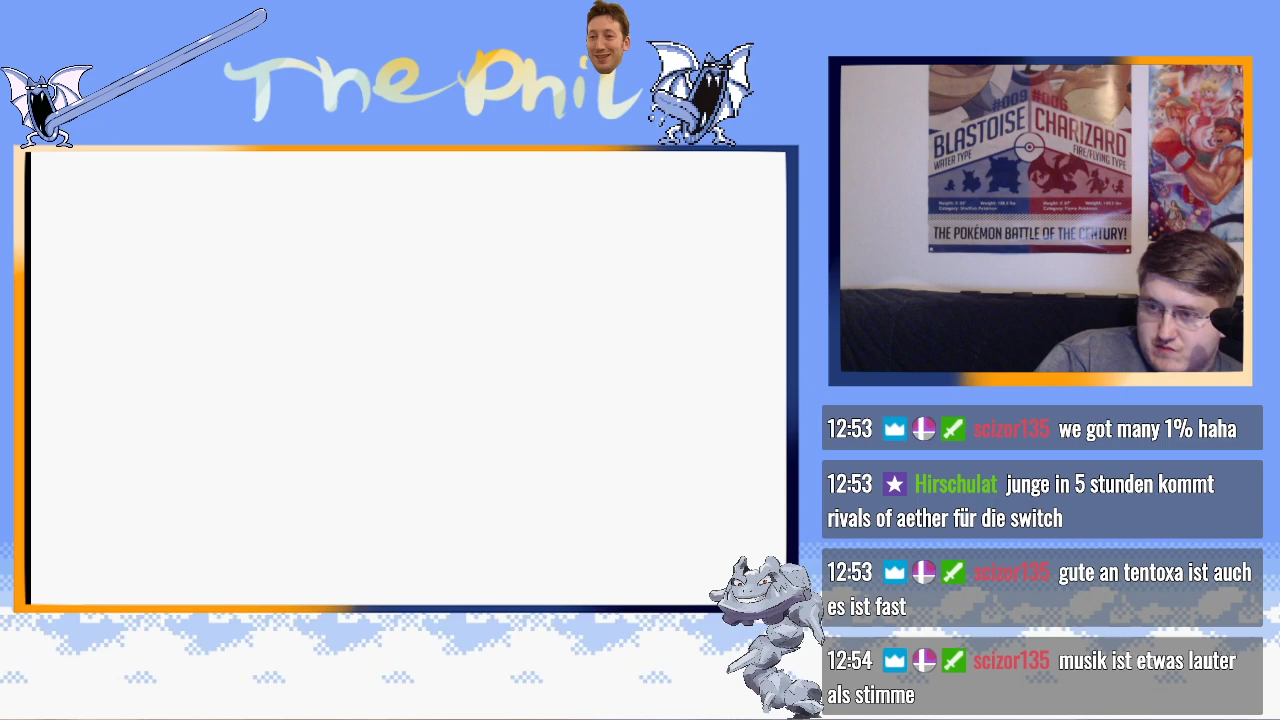 The Phil
#009 #006
BLASTOISE CHARIZARD
WATER TYPE FIRE/FLYING TYPE
THE POKÉMON BATTLE OF THE CENTURY!
12:53 scizor135 we got many 1% haha
12:53 Hirschulat junge in 5 stunden kommt
rivals of aether für die switch
12:53 scizor135 gute an tentoxa ist auch
es ist fast
12:54 scizor135 musik ist etwas lauter
als stimme